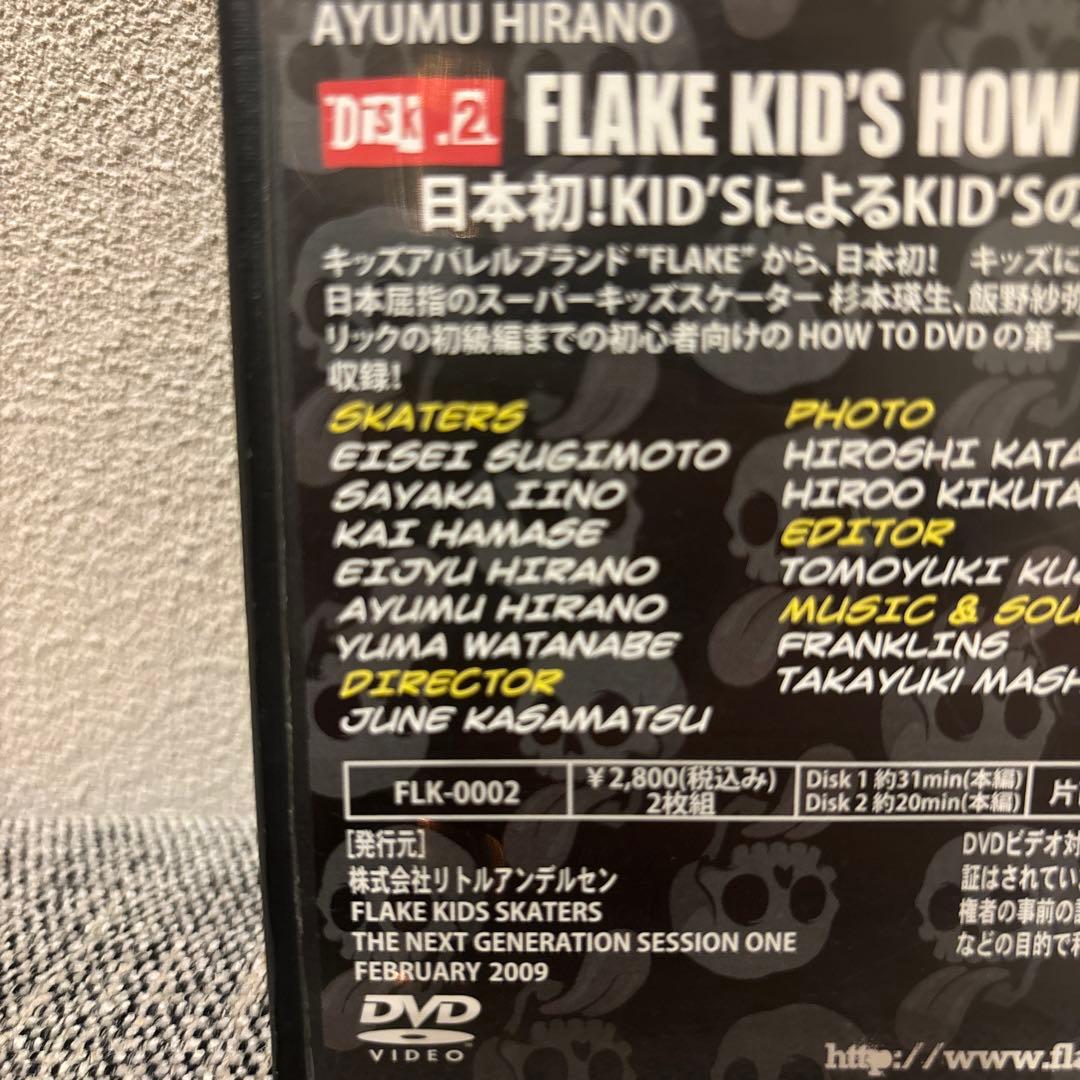 AYUMU HIRANO
DISK.2 FLAKE KID'S HOW
日本初!KID'SによるKID'Sの
キッズアパレルブランド "FLAKE" から、日本初! キッズに
日本屈指のスーパーキッズスケーター 杉本瑛生、飯野紗弥
リックの初級編までの初心者向けの HOW TO DVD の第一
収録!
SKATERS
EISEI SUGIMOTO
SAYAKA IINO
KAI HAMASE
EIJYU HIRANO
AYUMU HIRANO
YUMA WATANABE
DIRECTOR
JUNE KASAMATSU
PHOTO
HIROSHI KATA
HIROO KIKUTA
EDITOR
TOMOYUKI KU
MUSIC & SOU
FRANKLINS
TAKAYUKI MASH
FLK-0002
¥2,800(税込み)
2枚組
Disk 1 約31min(本編)
Disk 2 約20min(本編)
片
[発行元]
株式会社リトルアンデルセン
FLAKE KIDS SKATERS
THE NEXT GENERATION SESSION ONE
FEBRUARY 2009
DVD
VIDEO
DVDビデオ対
証はされてい
権者の事前の
などの目的で
http://www.fla